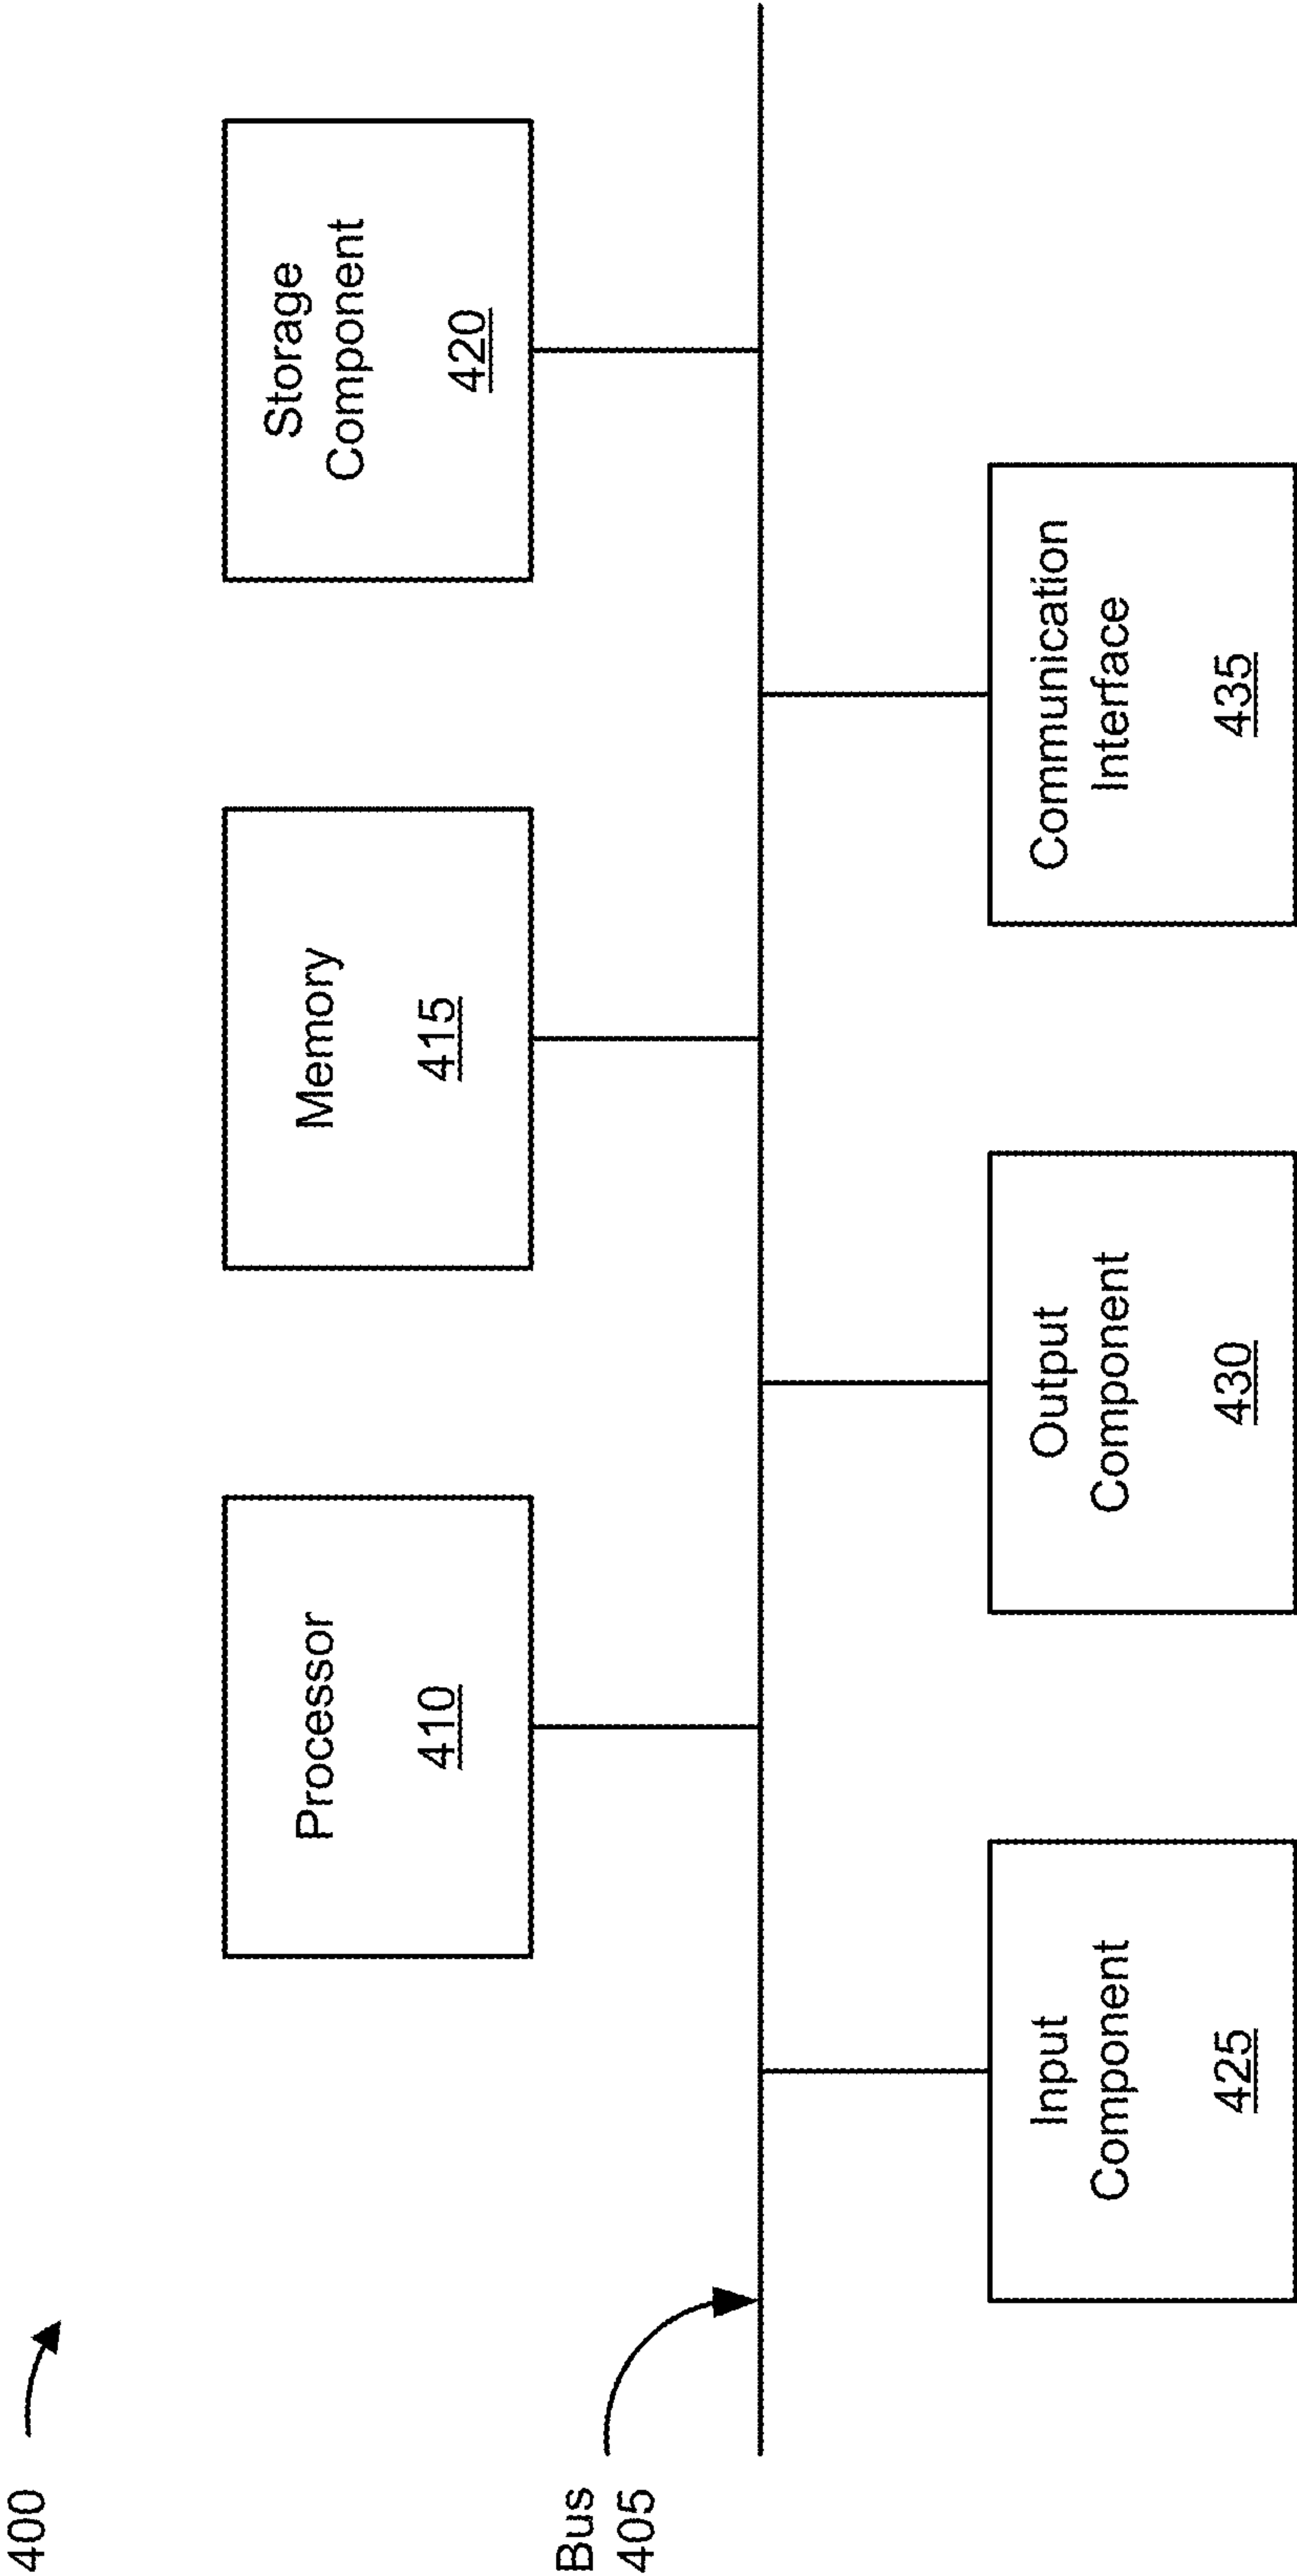 400
Processor
410
Memory
415
Storage
Component
420
Bus
405
Input
Component
425
Output
Component
430
Communication
Interface
435